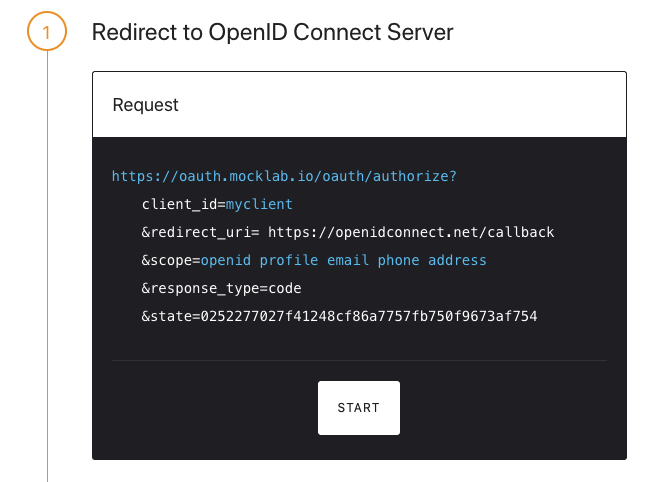 1
Redirect to OpenID Connect Server
Request
https://oauth.mocklab.io/oauth/authorize?
client_id=myclient
&redirect_uri= https://openidconnect.net/callback
&scope=openid profile email phone address
&response_type=code
&state=0252277027f41248cf86a7757fb750f9673af754
START